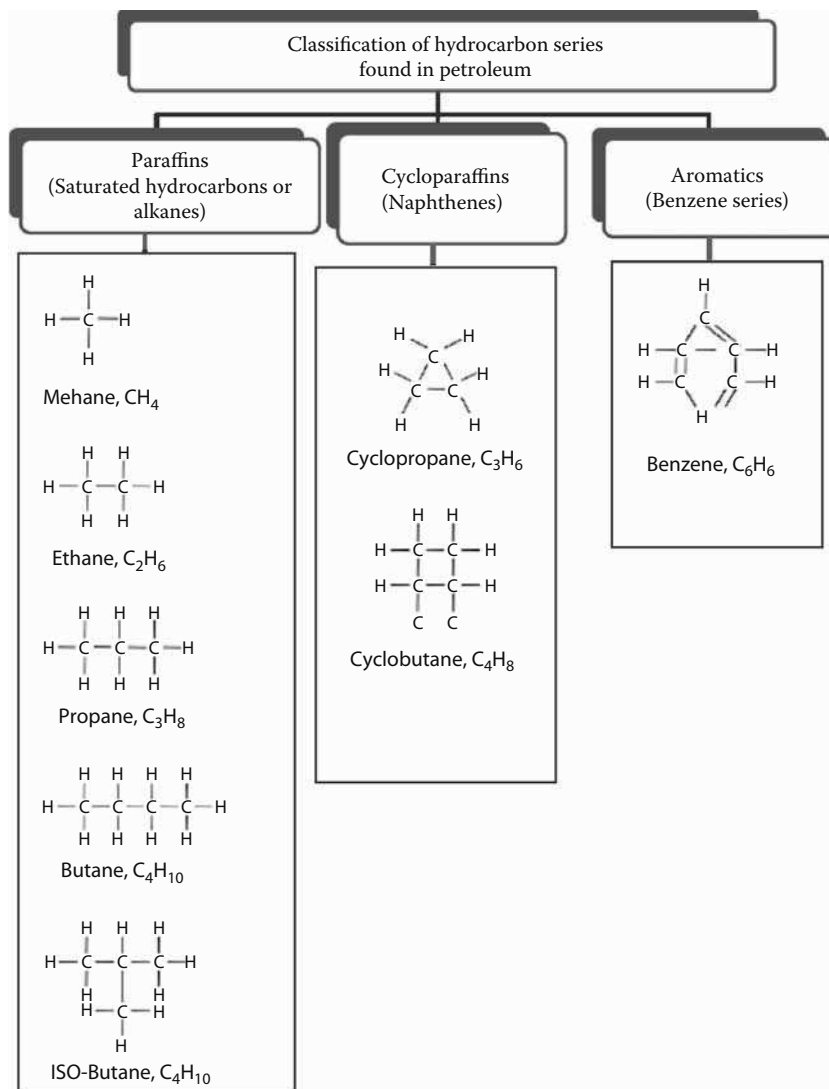 Classification of hydrocarbon series
found in petroleum
Paraffins
(Saturated hydrocarbons or
alkanes)
H
H C H
H
Mehane, CH4
H H
H C C H
H H
Ethane, C2H6
H H H
H C C C H
H H H
Propane, C3H8
H H H H
H C C C C H
H H H H
Butane, C4H10
H H H
H C C C H
H H
H C H
H
ISO-Butane, C4H10
Cycloparaffins
(Naphthenes)
H H
C
H H
C C
H H
Cyclopropane, C3H6
H H
H C C H
H C C H
C C
Cyclobutane, C4H8
Aromatics
(Benzene series)
H
C
H C C H
H C C H
H
Benzene, C6H6